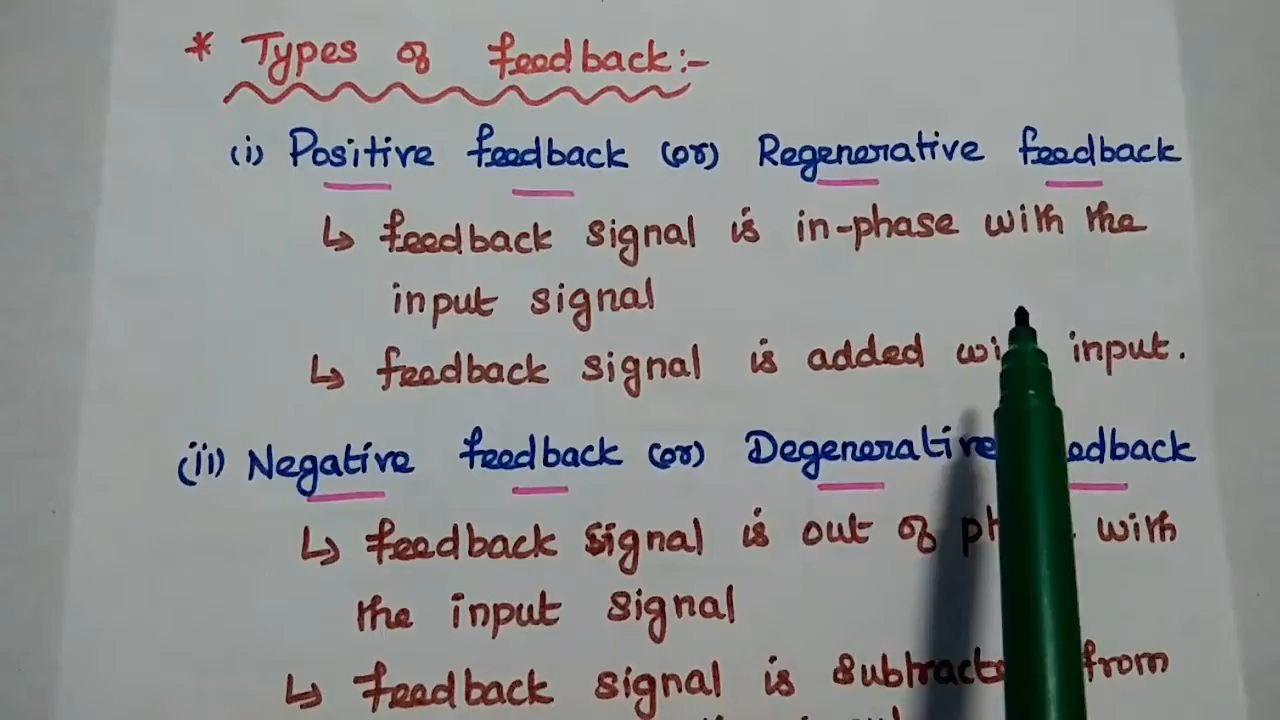 * Types of feedback:-
(i) Positive feedback (or) Regenerative feedback
↳ feedback signal is in-phase with the
input signal
↳ feedback signal is added input.
(ii) Negative feedback (or) Degenerative feedback
↳ feedback signal is out of with
the input signal
↳ feedback signal is from